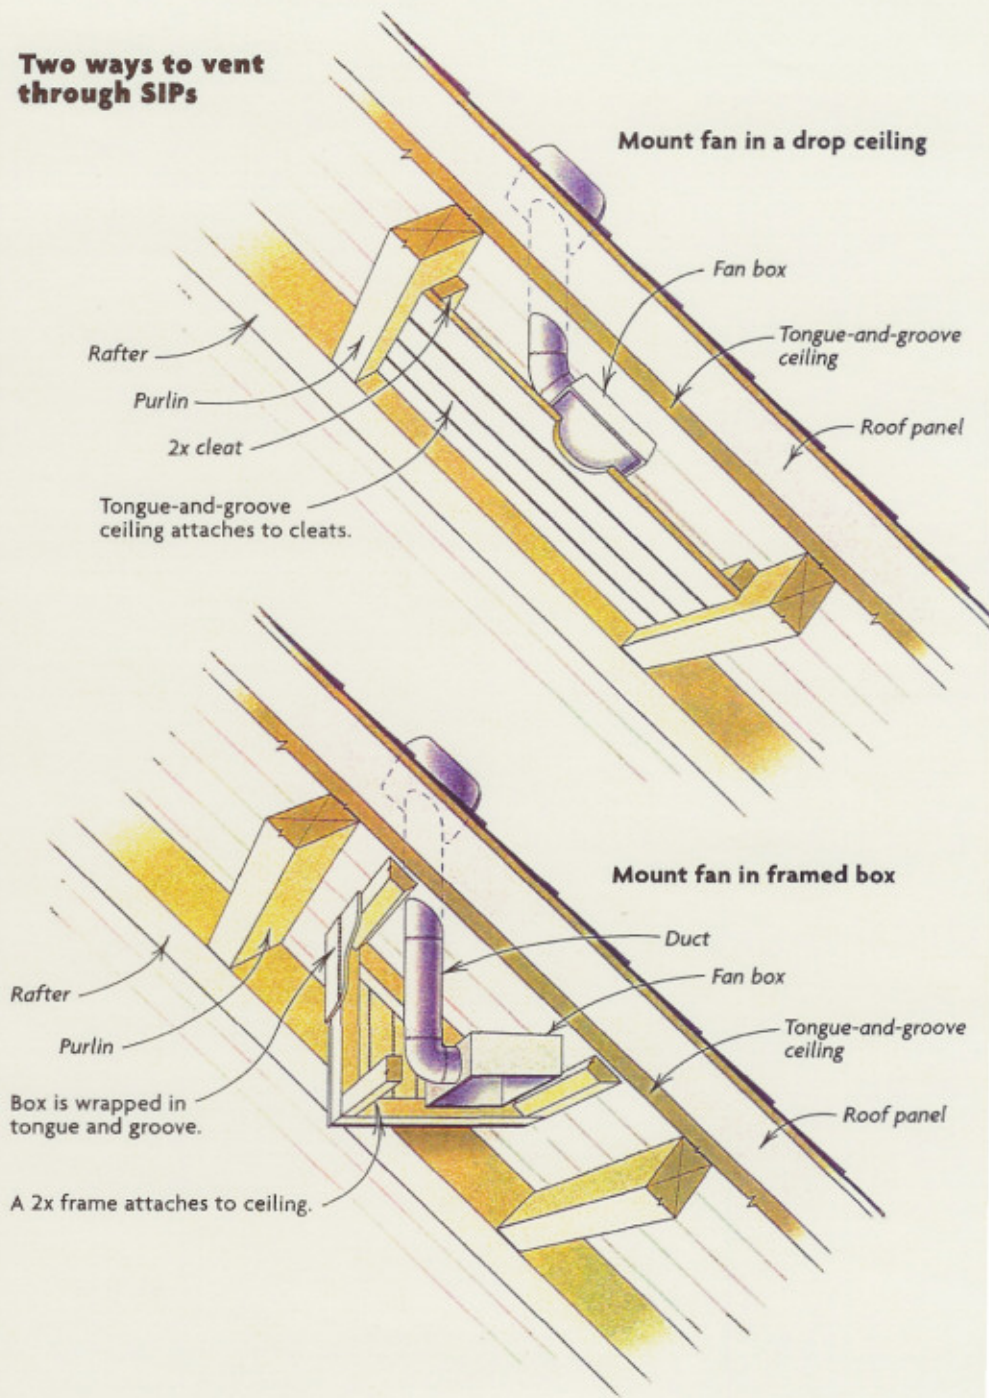 Two ways to vent
through SIPs
Mount fan in a drop ceiling
Fan box
Tongue-and-groove
ceiling
Rafter
Purlin
Roof panel
2x cleat
Tongue-and-groove
ceiling attaches to cleats.
Mount fan in framed box
Duct
Fan box
Rafter
Tongue-and-groove
ceiling
Purlin
Box is wrapped in
tongue and groove.
Roof panel
A 2x frame attaches to ceiling.